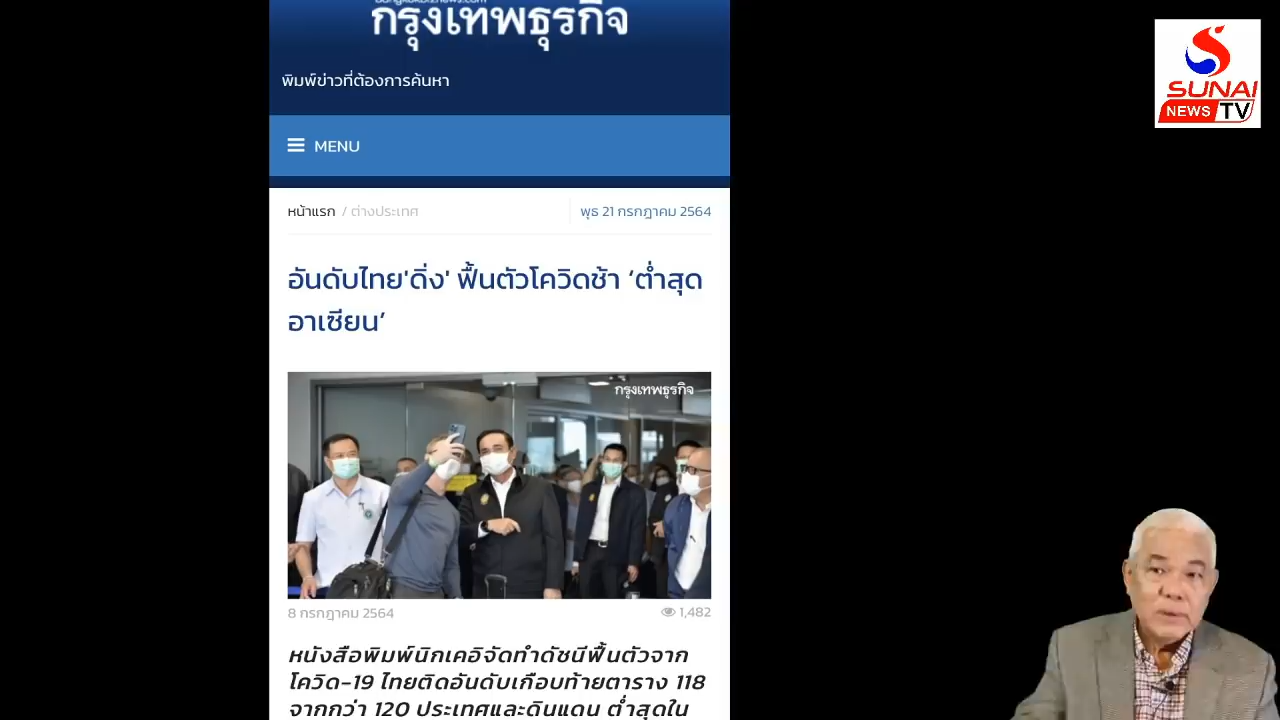 กรุงเทพธุรกิจ
SUNAI
NEWS TV
พิมพ์ข่าวที่ต้องการค้นหา
MENU
หน้าแรก / ต่างประเทศ
พุธ 21 กรกฎาคม 2564
อันดับไทย'ดิ่ง' ฟื้นตัวโควิดช้า ‘ต่ำสุด
อาเซียน’
กรุงเทพธุรกิจ
8 กรกฎาคม 2564
1,482
หนังสือพิมพ์นิกเคอิจัดทำดัชนีฟื้นตัวจาก
โควิด-19 ไทยติดอันดับเกือบท้ายตาราง 118
จากกว่า 120 ประเทศและดินแดน ต่ำสุดใน